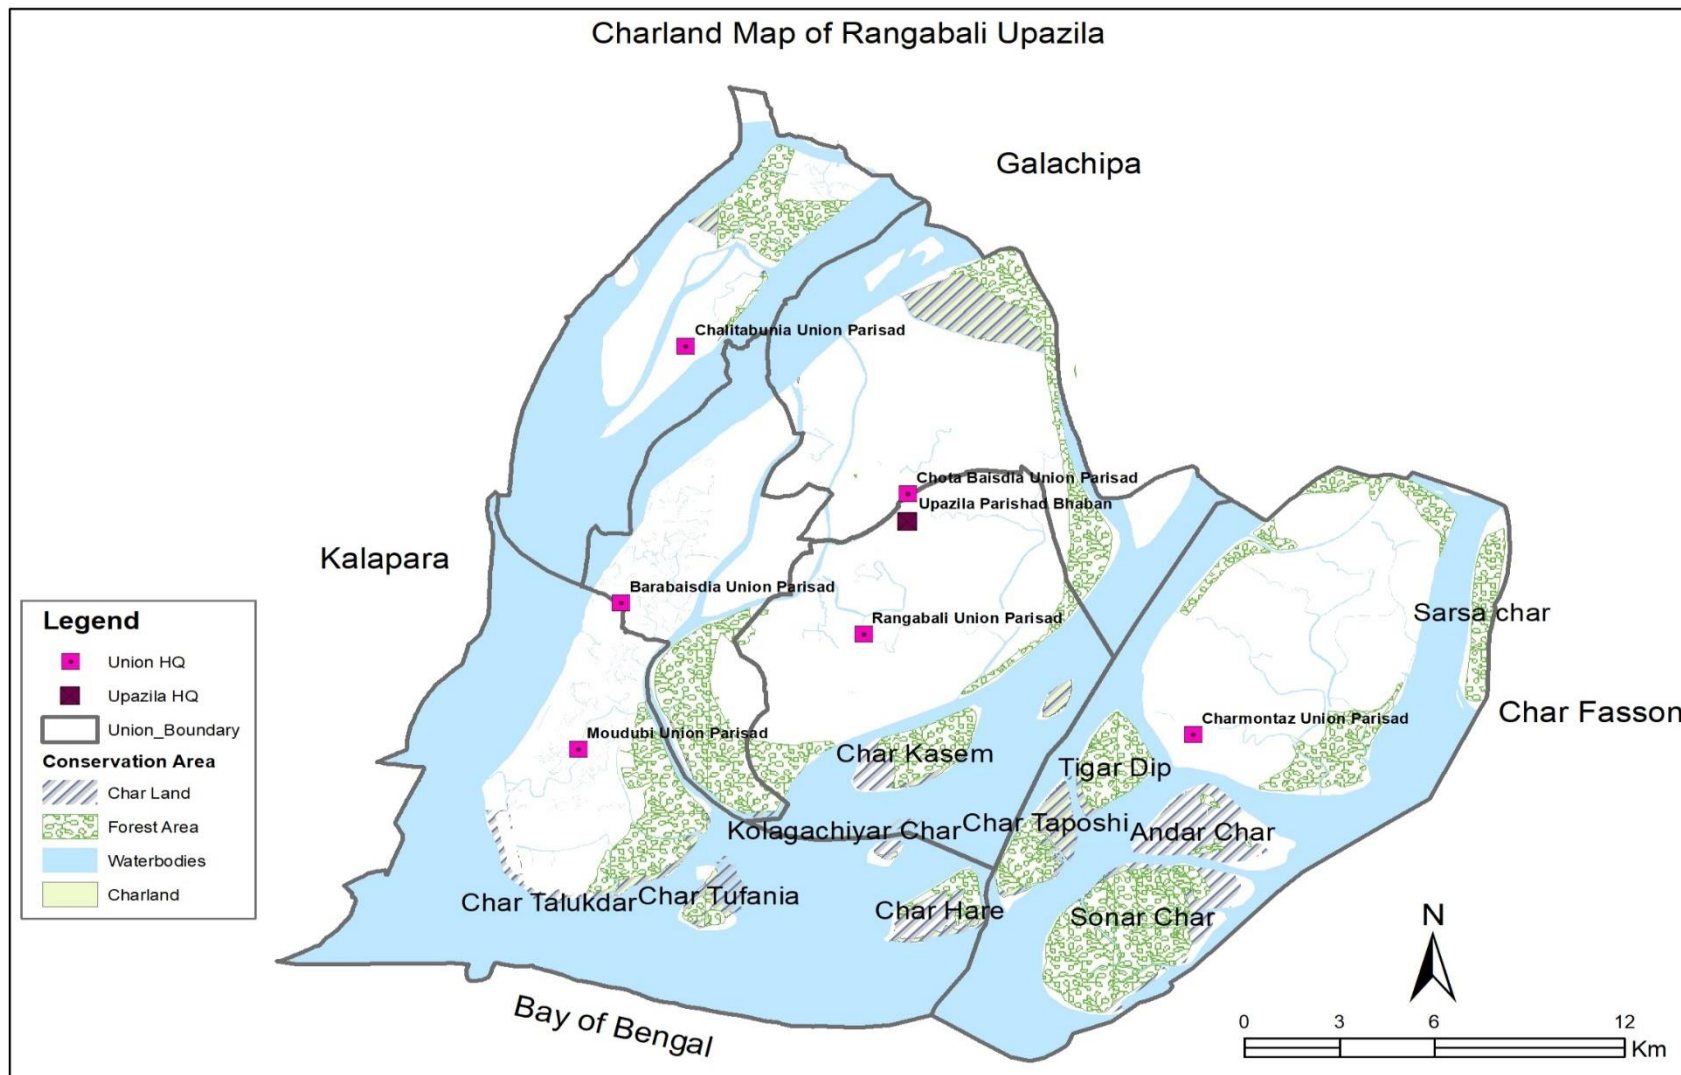 Charland Map of Rangabali Upazila
Galachipa
Chalitabunia Union Parisad
Chota Baisdia Union Parisad
Upazila Parishad Bhaban
Kalapara
Barabaisdia Union Parisad
Rangabali Union Parisad
Sarsa char
Char Fasson
Charmontaz Union Parisad
Moudubi Union Parisad
Char Kasem
Tigar Dip
Kolagachiyar Char
Char Taposhi
Andar Char
Char Talukdar
Char Tufania
Char Hare
Sonar Char
Bay of Bengal
Legend
Union HQ
Upazila HQ
Union_Boundary
Conservation Area
Char Land
Forest Area
Waterbodies
Charland
N
0 3 6 12
Km